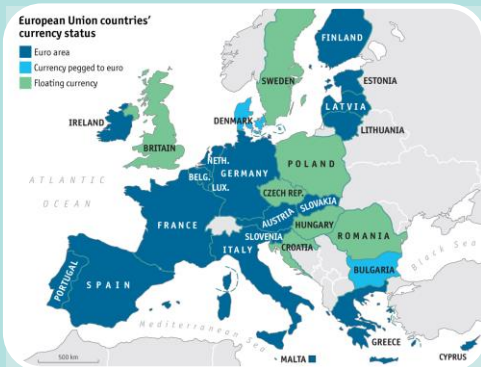 European Union countries'
currency status
Euro area
Currency pegged to euro
Floating currency
FINLAND
SWEDEN
ESTONIA
LATVIA
LITHUANIA
DENMARK
IRELAND
BRITAIN
NETH.
BELG.
LUX.
GERMANY
POLAND
CZECH REP.
SLOVAKIA
AUSTRIA
HUNGARY
SLOVENIA
CROATIA
ROMANIA
BULGARIA
FRANCE
ITALY
SPAIN
PORTUGAL
ATLANTIC
OCEAN
Black Sea
Mediterranean Sea
GREECE
MALTA
CYPRUS
500 km